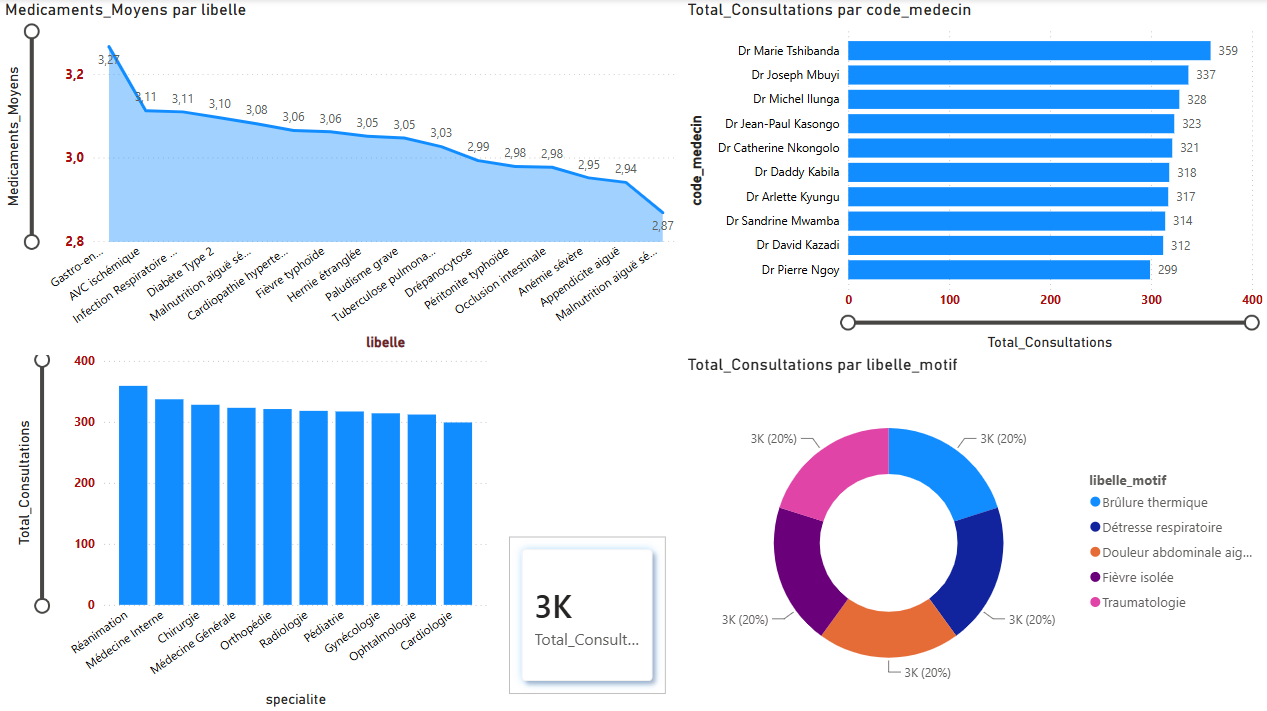 Medicaments_Moyens par libelle
Medicaments_Moyens
3,2
3,0
2,8
3,27
3,11
3,11
3,10
3,08
3,06
3,06
3,05
3,05
3,03
2,99
2,98
2,98
2,95
2,94
2,87
Gastro-en...
AVC ischémique
Infection Respiratoire ...
Diabète Type 2
Malnutrition aiguë sé...
Cardiopathie hyperte...
Fièvre typhoïde
Hernie étranglée
Paludisme grave
Tuberculose pulmona...
Drépanocytose
Péritonite typhoïde
Occlusion intestinale
Anémie sévère
Appendicite aiguë
Malnutrition aiguë sé...
libelle
Total_Consultations par code_medecin
code_medecin
Dr Marie Tshibanda 359
Dr Joseph Mbuyi 337
Dr Michel Ilunga 328
Dr Jean-Paul Kasongo 323
Dr Catherine Nkongolo 321
Dr Daddy Kabila 318
Dr Arlette Kyungu 317
Dr Sandrine Mwamba 314
Dr David Kazadi 312
Dr Pierre Ngoy 299
0 100 200 300 400
Total_Consultations
Total_Consultations
400
300
200
100
0
Réanimation
Médecine Interne
Chirurgie
Médecine Générale
Orthopédie
Radiologie
Pédiatrie
Gynécologie
Ophtalmologie
Cardiologie
specialite
3K
Total_Consult...
Total_Consultations par libelle_motif
3K (20%)
3K (20%)
3K (20%)
3K (20%)
3K (20%)
libelle_motif
Brûlure thermique
Détresse respiratoire
Douleur abdominale aig...
Fièvre isolée
Traumatologie